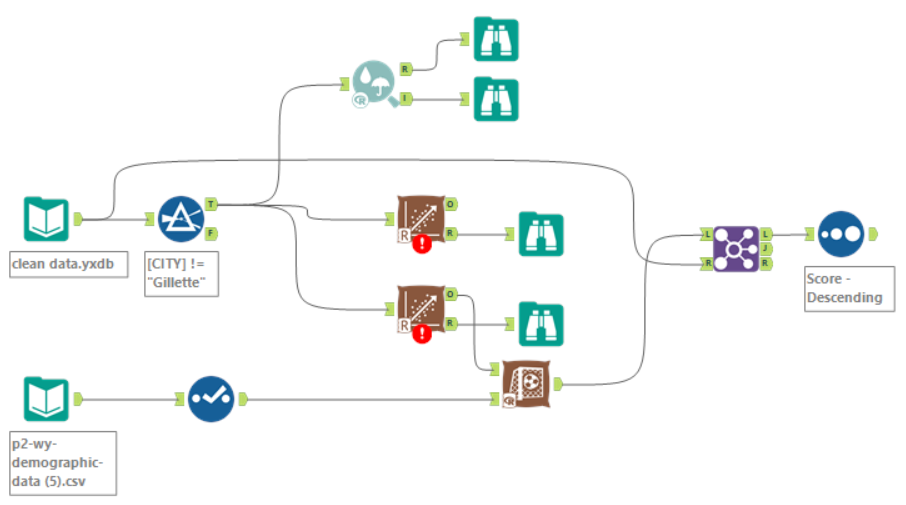 R
I
clean data.yxdb
T
F
[CITY] !=
"Gillette"
R
O
R
R
O
R
L
R
L
J
R
Score -
Descending
R
p2-wy-
demographic-
data (5).csv